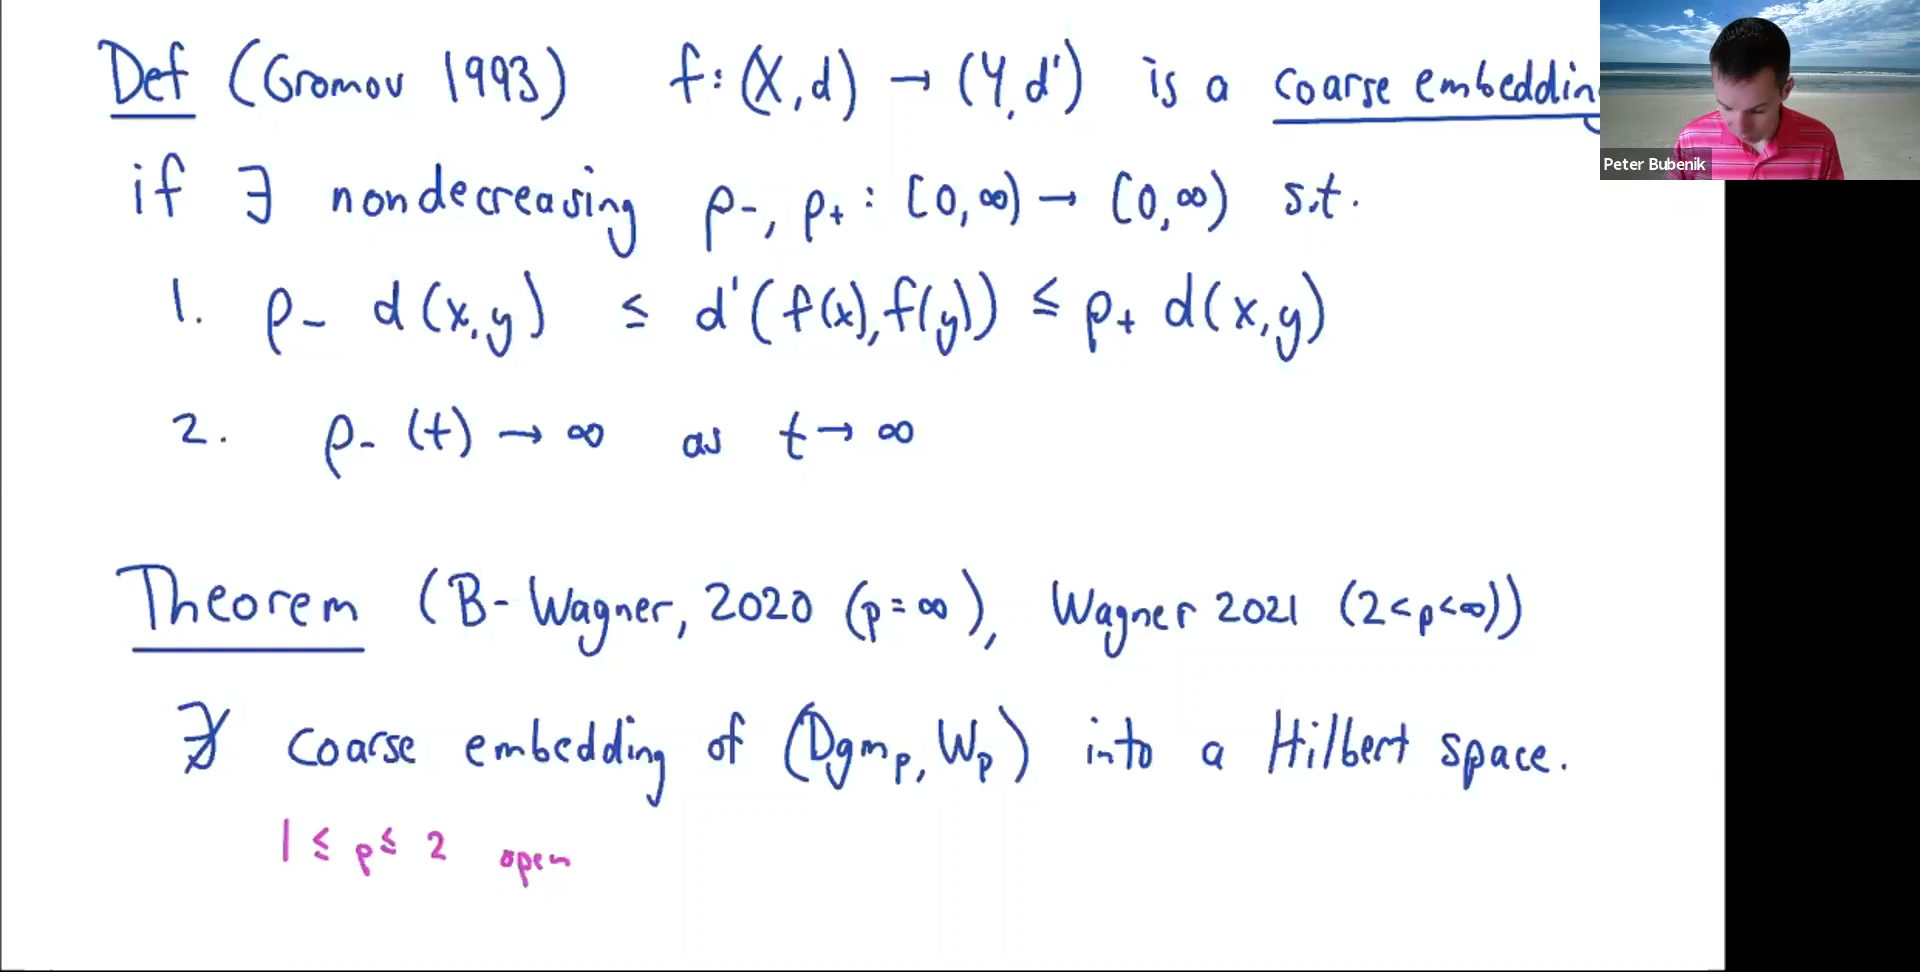 Def (Gromov 1993) f: (X,d) → (Y,d') is a coarse embedding
if ∃ nondecreasing ρ-, ρ+ : [0,∞) → [0,∞) s.t.
1. ρ- d(x,y) ≤ d'(f(x),f(y)) ≤ ρ+ d(x,y)
2. ρ-(t) → ∞ as t → ∞
Theorem (B-Wagner, 2020 (p=∞), Wagner 2021 (2<p<∞))
∄ coarse embedding of (Dgm_p, W_p) into a Hilbert space.
1 ≤ p ≤ 2 open
Peter Bubenik